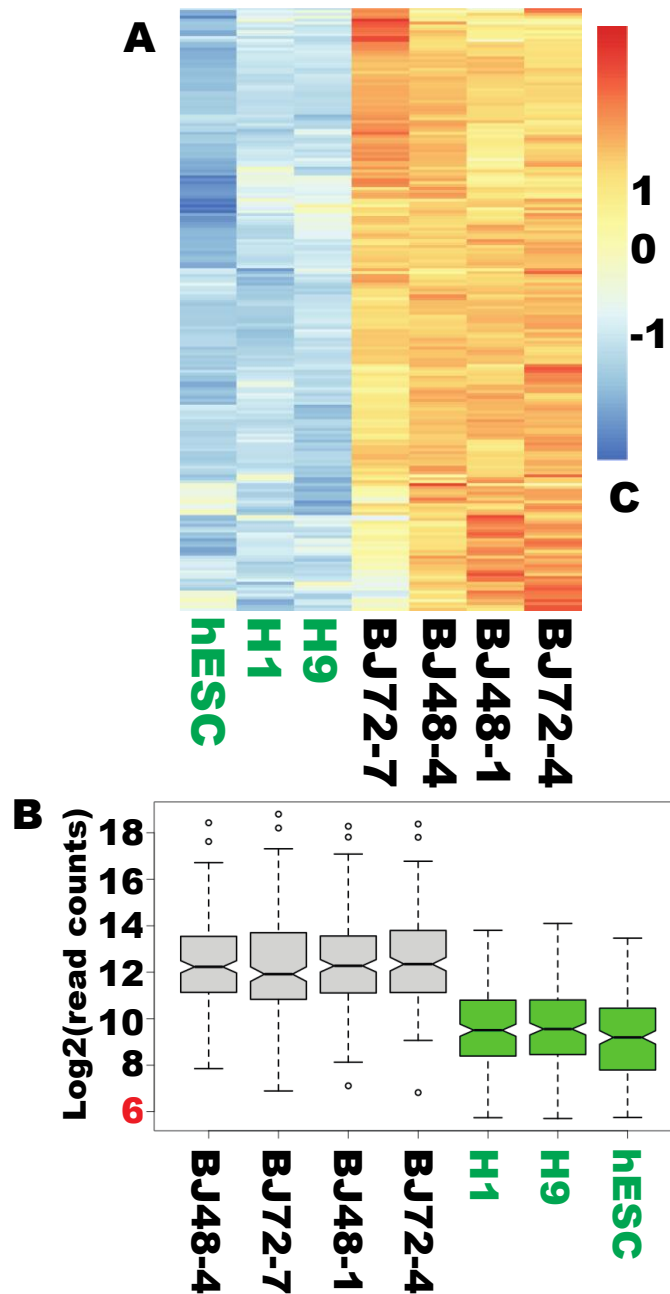 A
1
0
-1
C
hESC
H1
H9
BJ72-7
BJ48-4
BJ48-1
BJ72-4
B
Log2(read counts)
18
16
14
12
10
8
6
BJ48-4
BJ72-7
BJ48-1
BJ72-4
H1
H9
hESC